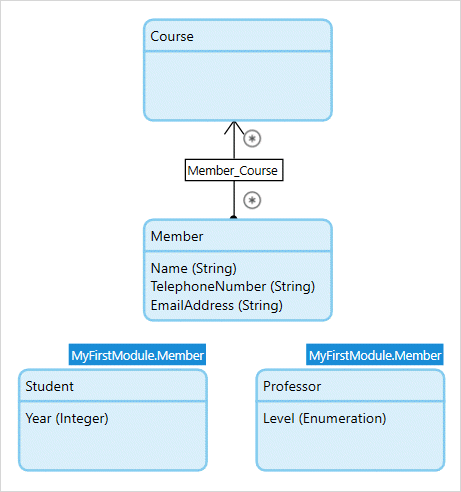 Course
Member_Course
Member
Name (String)
TelephoneNumber (String)
EmailAddress (String)
MyFirstModule.Member
Student
Year (Integer)
MyFirstModule.Member
Professor
Level (Enumeration)